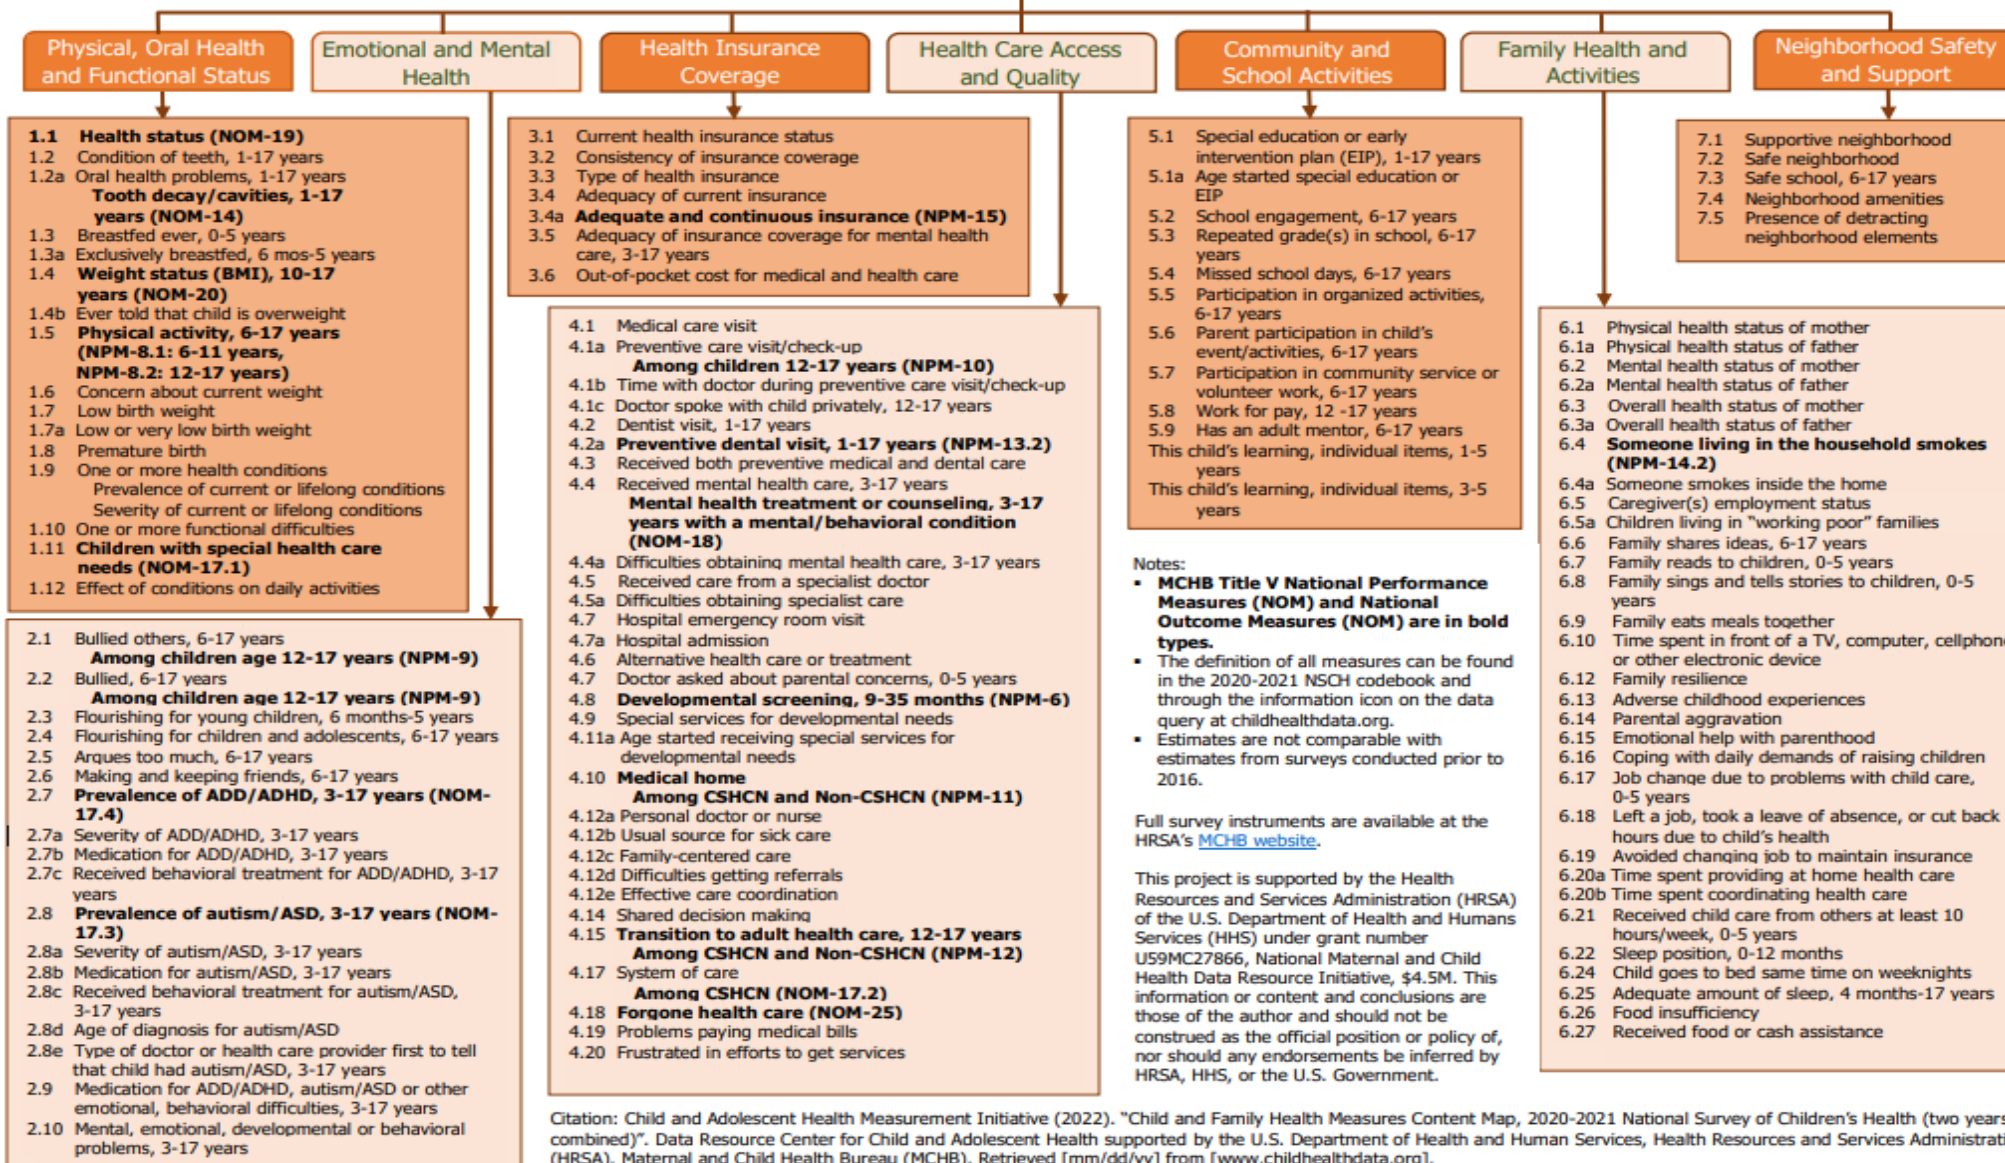 Physical, Oral Health
and Functional Status
Emotional and Mental
Health
Health Insurance
Coverage
Health Care Access
and Quality
Community and
School Activities
Family Health and
Activities
Neighborhood Safety
and Support
1.1 Health status (NOM-19)
1.2 Condition of teeth, 1-17 years
1.2a Oral health problems, 1-17 years
Tooth decay/cavities, 1-17
years (NOM-14)
1.3 Breastfed ever, 0-5 years
1.3a Exclusively breastfed, 6 mos-5 years
1.4 Weight status (BMI), 10-17
years (NOM-20)
1.4b Ever told that child is overweight
1.5 Physical activity, 6-17 years
(NPM-8.1: 6-11 years,
NPM-8.2: 12-17 years)
1.6 Concern about current weight
1.7 Low birth weight
1.7a Low or very low birth weight
1.8 Premature birth
1.9 One or more health conditions
Prevalence of current or lifelong conditions
Severity of current or lifelong conditions
1.10 One or more functional difficulties
1.11 Children with special health care
needs (NOM-17.1)
1.12 Effect of conditions on daily activities
2.1 Bullied others, 6-17 years
Among children age 12-17 years (NPM-9)
2.2 Bullied, 6-17 years
Among children age 12-17 years (NPM-9)
2.3 Flourishing for young children, 6 months-5 years
2.4 Flourishing for children and adolescents, 6-17 years
2.5 Argues too much, 6-17 years
2.6 Making and keeping friends, 6-17 years
2.7 Prevalence of ADD/ADHD, 3-17 years (NOM-
17.4)
2.7a Severity of ADD/ADHD, 3-17 years
2.7b Medication for ADD/ADHD, 3-17 years
2.7c Received behavioral treatment for ADD/ADHD, 3-17
years
2.8 Prevalence of autism/ASD, 3-17 years (NOM-
17.3)
2.8a Severity of autism/ASD, 3-17 years
2.8b Medication for autism/ASD, 3-17 years
2.8c Received behavioral treatment for autism/ASD,
3-17 years
2.8d Age of diagnosis for autism/ASD
2.8e Type of doctor or health care provider first to tell
that child had autism/ASD, 3-17 years
2.9 Medication for ADD/ADHD, autism/ASD or other
emotional, behavioral difficulties, 3-17 years
2.10 Mental, emotional, developmental or behavioral
problems, 3-17 years
3.1 Current health insurance status
3.2 Consistency of insurance coverage
3.3 Type of health insurance
3.4 Adequacy of current insurance
3.4a Adequate and continuous insurance (NPM-15)
3.5 Adequacy of insurance coverage for mental health
care, 3-17 years
3.6 Out-of-pocket cost for medical and health care
4.1 Medical care visit
4.1a Preventive care visit/check-up
Among children 12-17 years (NPM-10)
4.1b Time with doctor during preventive care visit/check-up
4.1c Doctor spoke with child privately, 12-17 years
4.2 Dentist visit, 1-17 years
4.2a Preventive dental visit, 1-17 years (NPM-13.2)
4.3 Received both preventive medical and dental care
4.4 Received mental health care, 3-17 years
Mental health treatment or counseling, 3-17
years with a mental/behavioral condition
(NOM-18)
4.4a Difficulties obtaining mental health care, 3-17 years
4.5 Received care from a specialist doctor
4.5a Difficulties obtaining specialist care
4.7 Hospital emergency room visit
4.7a Hospital admission
4.6 Alternative health care or treatment
4.7 Doctor asked about parental concerns, 0-5 years
4.8 Developmental screening, 9-35 months (NPM-6)
4.9 Special services for developmental needs
4.11a Age started receiving special services for
developmental needs
4.10 Medical home
Among CSHCN and Non-CSHCN (NPM-11)
4.12a Personal doctor or nurse
4.12b Usual source for sick care
4.12c Family-centered care
4.12d Difficulties getting referrals
4.12e Effective care coordination
4.14 Shared decision making
4.15 Transition to adult health care, 12-17 years
Among CSHCN and Non-CSHCN (NPM-12)
4.17 System of care
Among CSHCN (NOM-17.2)
4.18 Forgone health care (NOM-25)
4.19 Problems paying medical bills
4.20 Frustrated in efforts to get services
5.1 Special education or early
intervention plan (EIP), 1-17 years
5.1a Age started special education or
EIP
5.2 School engagement, 6-17 years
5.3 Repeated grade(s) in school, 6-17
years
5.4 Missed school days, 6-17 years
5.5 Participation in organized activities,
6-17 years
5.6 Parent participation in child's
event/activities, 6-17 years
5.7 Participation in community service or
volunteer work, 6-17 years
5.8 Work for pay, 12 -17 years
5.9 Has an adult mentor, 6-17 years
This child's learning, individual items, 1-5
years
This child's learning, individual items, 3-5
years
Notes:
▪ MCHB Title V National Performance
Measures (NOM) and National
Outcome Measures (NOM) are in bold
types.
▪ The definition of all measures can be found
in the 2020-2021 NSCH codebook and
through the information icon on the data
query at childhealthdata.org.
▪ Estimates are not comparable with
estimates from surveys conducted prior to
2016.
Full survey instruments are available at the
HRSA's MCHB website.
This project is supported by the Health
Resources and Services Administration (HRSA)
of the U.S. Department of Health and Humans
Services (HHS) under grant number
U59MC27866, National Maternal and Child
Health Data Resource Initiative, $4.5M. This
information or content and conclusions are
those of the author and should not be
construed as the official position or policy of,
nor should any endorsements be inferred by
HRSA, HHS, or the U.S. Government.
7.1 Supportive neighborhood
7.2 Safe neighborhood
7.3 Safe school, 6-17 years
7.4 Neighborhood amenities
7.5 Presence of detracting
neighborhood elements
6.1 Physical health status of mother
6.1a Physical health status of father
6.2 Mental health status of mother
6.2a Mental health status of father
6.3 Overall health status of mother
6.3a Overall health status of father
6.4 Someone living in the household smokes
(NPM-14.2)
6.4a Someone smokes inside the home
6.5 Caregiver(s) employment status
6.5a Children living in "working poor" families
6.6 Family shares ideas, 6-17 years
6.7 Family reads to children, 0-5 years
6.8 Family sings and tells stories to children, 0-5
years
6.9 Family eats meals together
6.10 Time spent in front of a TV, computer, cellphone
or other electronic device
6.12 Family resilience
6.13 Adverse childhood experiences
6.14 Parental aggravation
6.15 Emotional help with parenthood
6.16 Coping with daily demands of raising children
6.17 Job change due to problems with child care,
0-5 years
6.18 Left a job, took a leave of absence, or cut back
hours due to child's health
6.19 Avoided changing job to maintain insurance
6.20a Time spent providing at home health care
6.20b Time spent coordinating health care
6.21 Received child care from others at least 10
hours/week, 0-5 years
6.22 Sleep position, 0-12 months
6.24 Child goes to bed same time on weeknights
6.25 Adequate amount of sleep, 4 months-17 years
6.26 Food insufficiency
6.27 Received food or cash assistance
Citation: Child and Adolescent Health Measurement Initiative (2022). "Child and Family Health Measures Content Map, 2020-2021 National Survey of Children's Health (two years
combined)". Data Resource Center for Child and Adolescent Health supported by the U.S. Department of Health and Human Services, Health Resources and Services Administrati
(HRSA), Maternal and Child Health Bureau (MCHB). Retrieved [mm/dd/yy] from [www.childhealthdata.org].